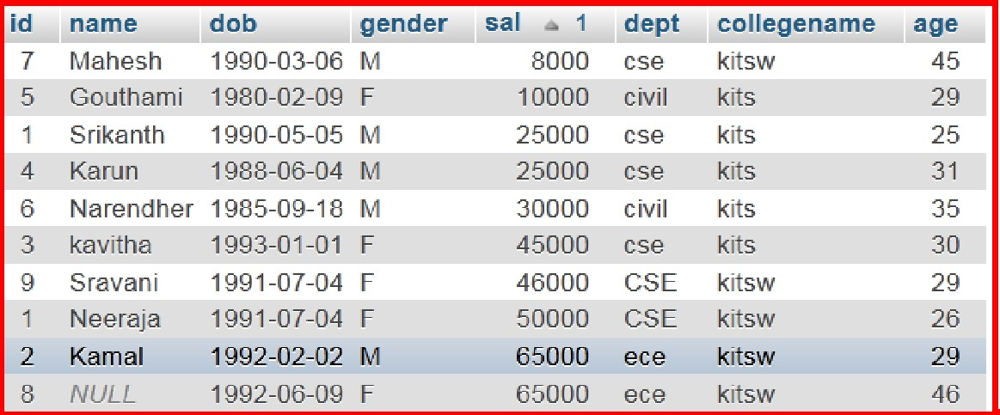 id name dob gender sal 1 dept collegename age
7 Mahesh 1990-03-06 M 8000 cse kitsw 45
5 Gouthami 1980-02-09 F 10000 civil kits 29
1 Srikanth 1990-05-05 M 25000 cse kits 25
4 Karun 1988-06-04 M 25000 cse kits 31
6 Narendher 1985-09-18 M 30000 civil kits 35
3 kavitha 1993-01-01 F 45000 cse kits 30
9 Sravani 1991-07-04 F 46000 CSE kitsw 29
1 Neeraja 1991-07-04 F 50000 CSE kitsw 26
2 Kamal 1992-02-02 M 65000 ece kitsw 29
8 NULL 1992-06-09 F 65000 ece kitsw 46